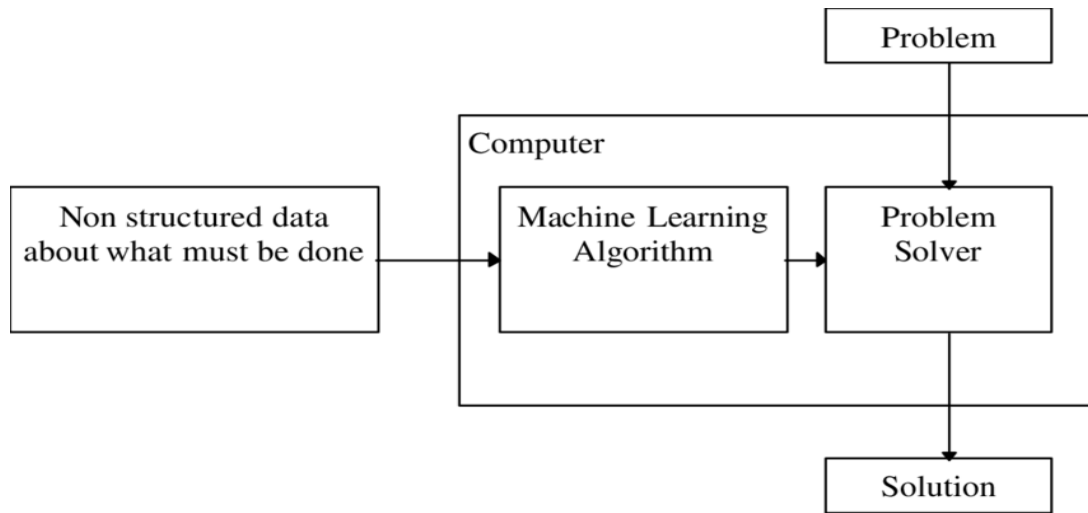 Problem
Computer
Non structured data
about what must be done
Machine Learning
Algorithm
Problem
Solver
Solution